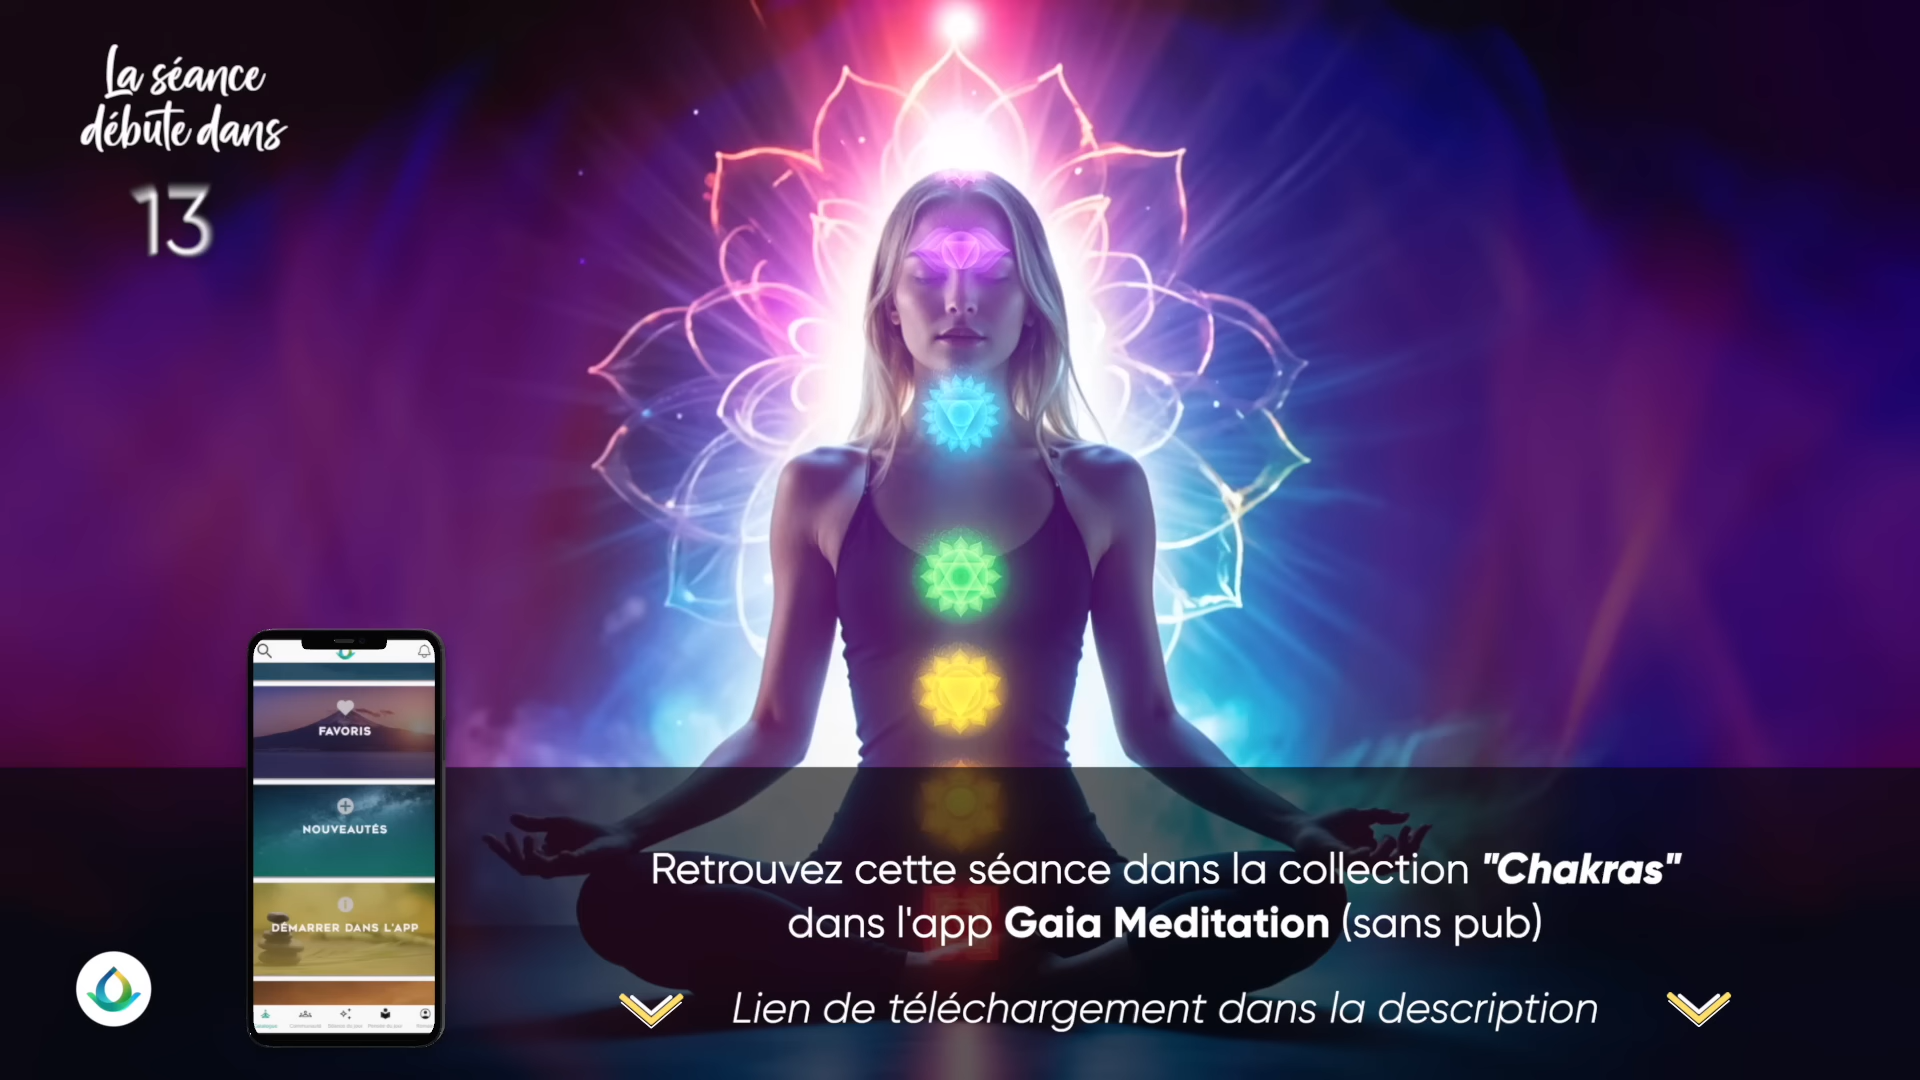 La séance
débute dans
13
FAVORIS
NOUVEAUTÉS
DÉMARRER DANS L'APP
Retrouvez cette séance dans la collection "Chakras"
dans l'app Gaia Meditation (sans pub)
Lien de téléchargement dans la description